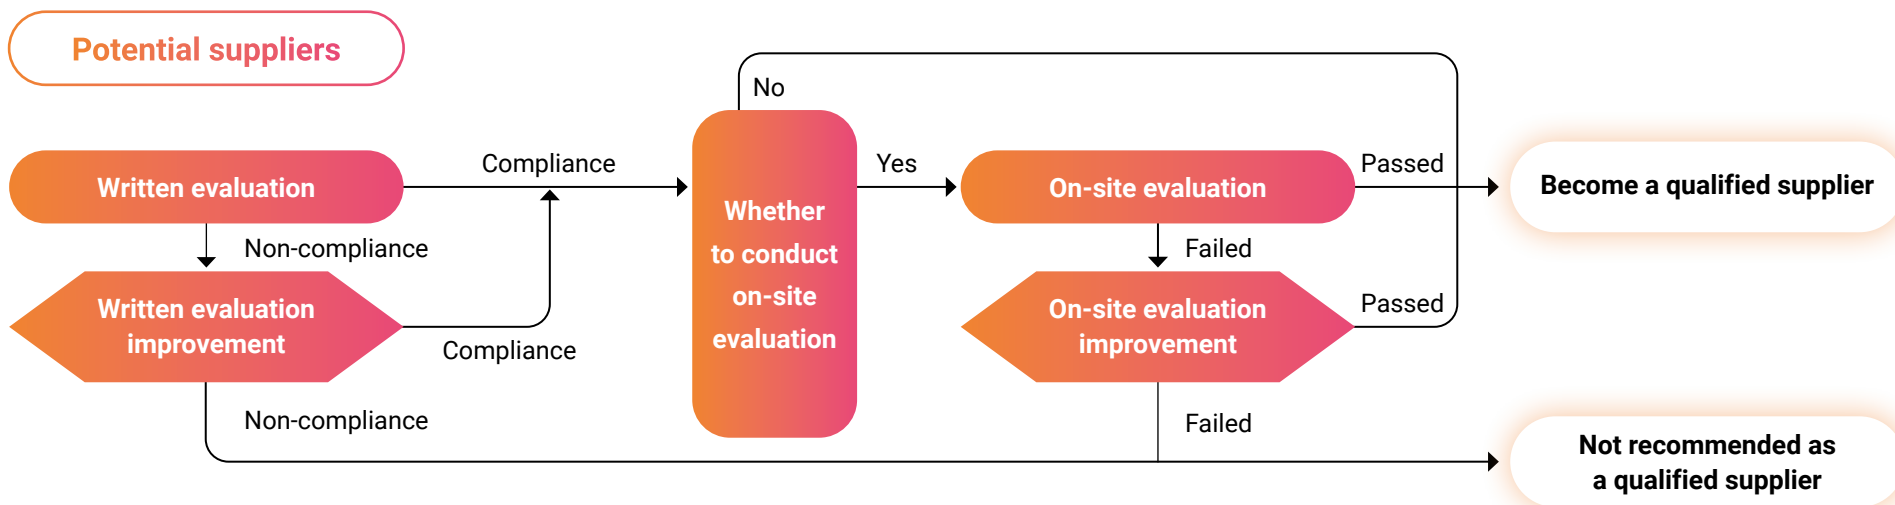 Potential suppliers
No
Compliance
Yes
Passed
Written evaluation
On-site evaluation
Become a qualified supplier
Whether
to conduct
on-site
evaluation
Non-compliance
Failed
Written evaluation
improvement
Compliance
On-site evaluation
improvement
Passed
Non-compliance
Failed
Not recommended as
a qualified supplier